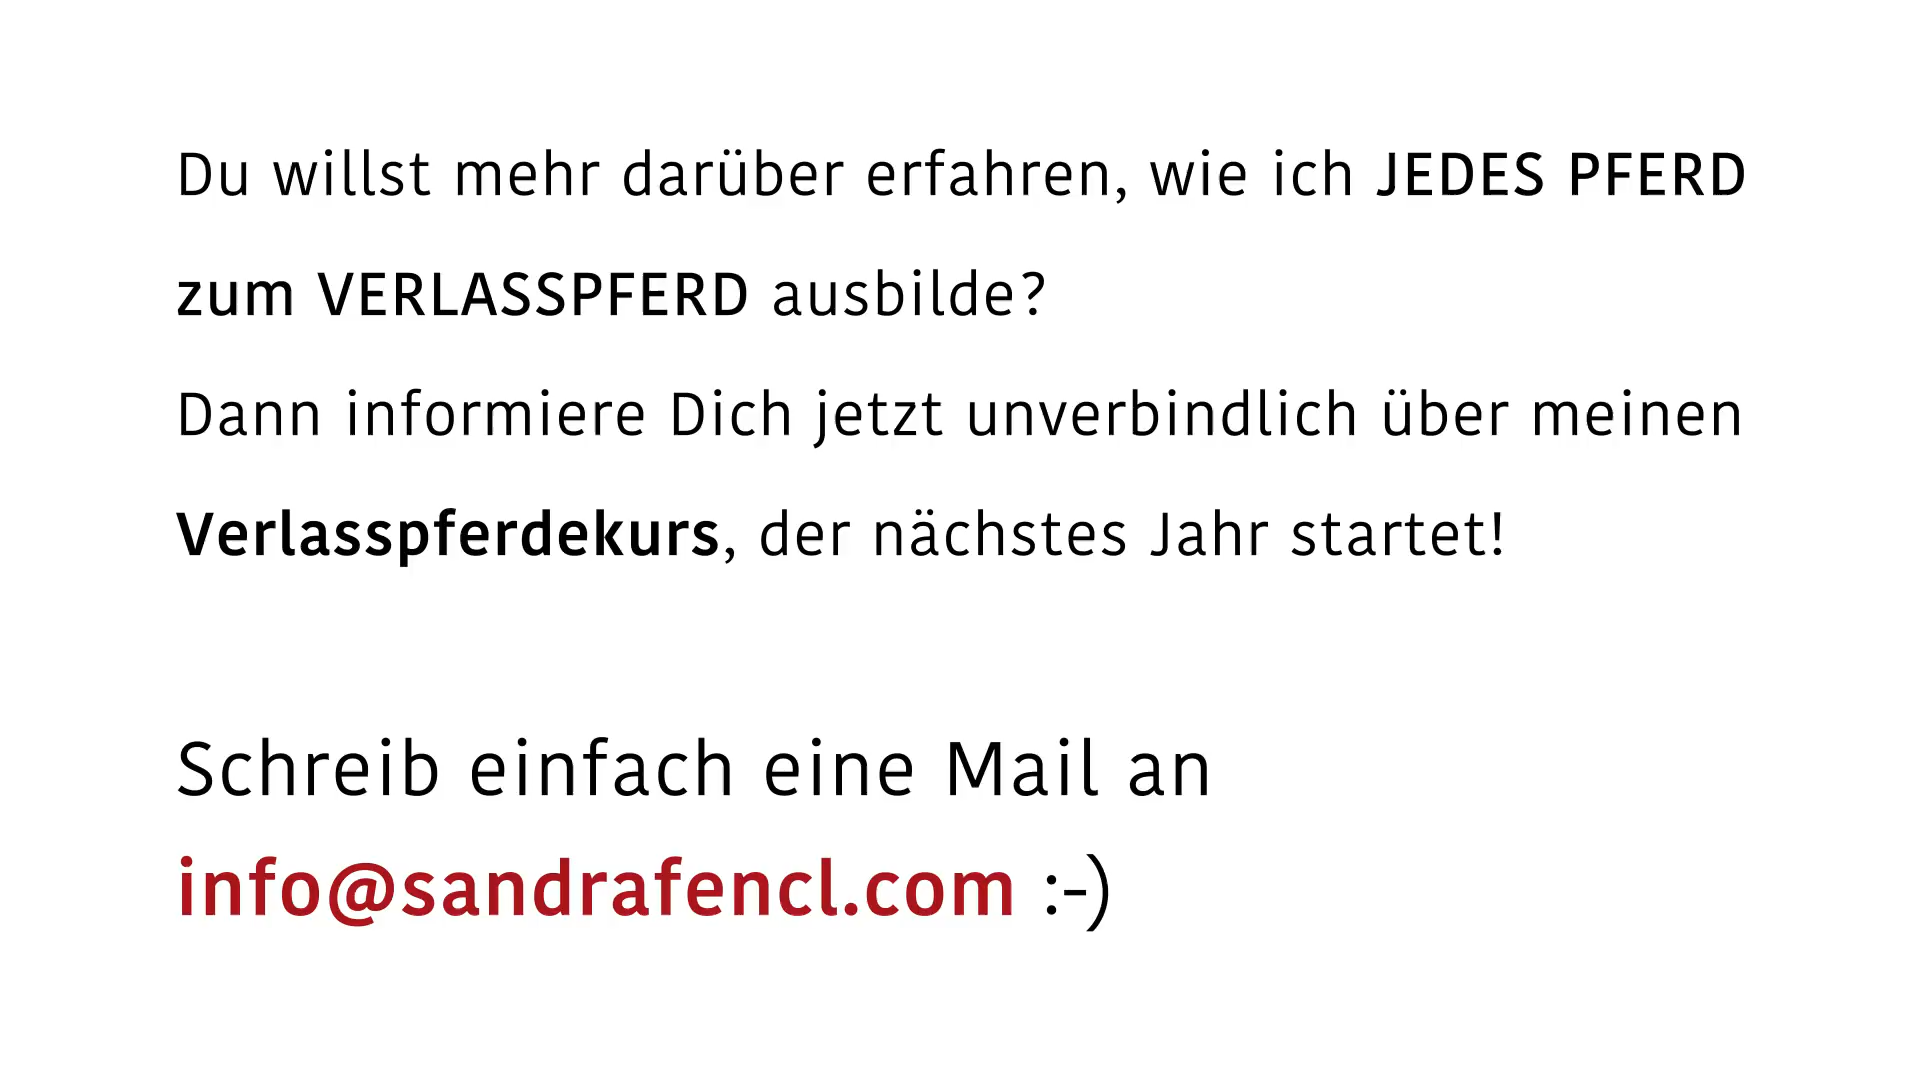 Du willst mehr darüber erfahren, wie ich JEDES PFERD
zum VERLASSPFERD ausbilde?
Dann informiere Dich jetzt unverbindlich über meinen
Verlasspferdekurs, der nächstes Jahr startet!
Schreib einfach eine Mail an
info@sandrafencl.com :-)